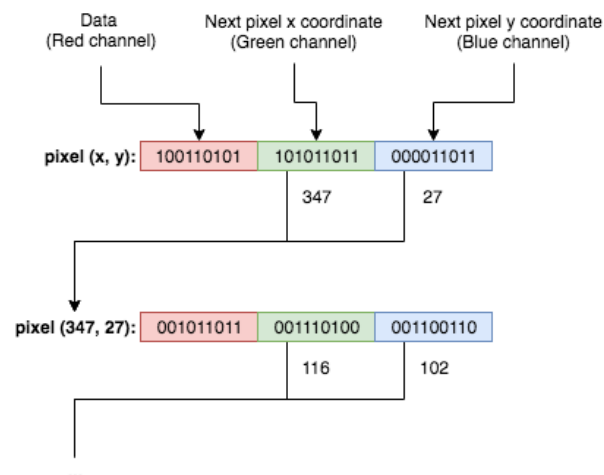 Data
(Red channel)
Next pixel x coordinate
(Green channel)
Next pixel y coordinate
(Blue channel)
pixel (x, y): 100110101 101011011 000011011
347 27
pixel (347, 27): 001011011 001110100 001100110
116 102